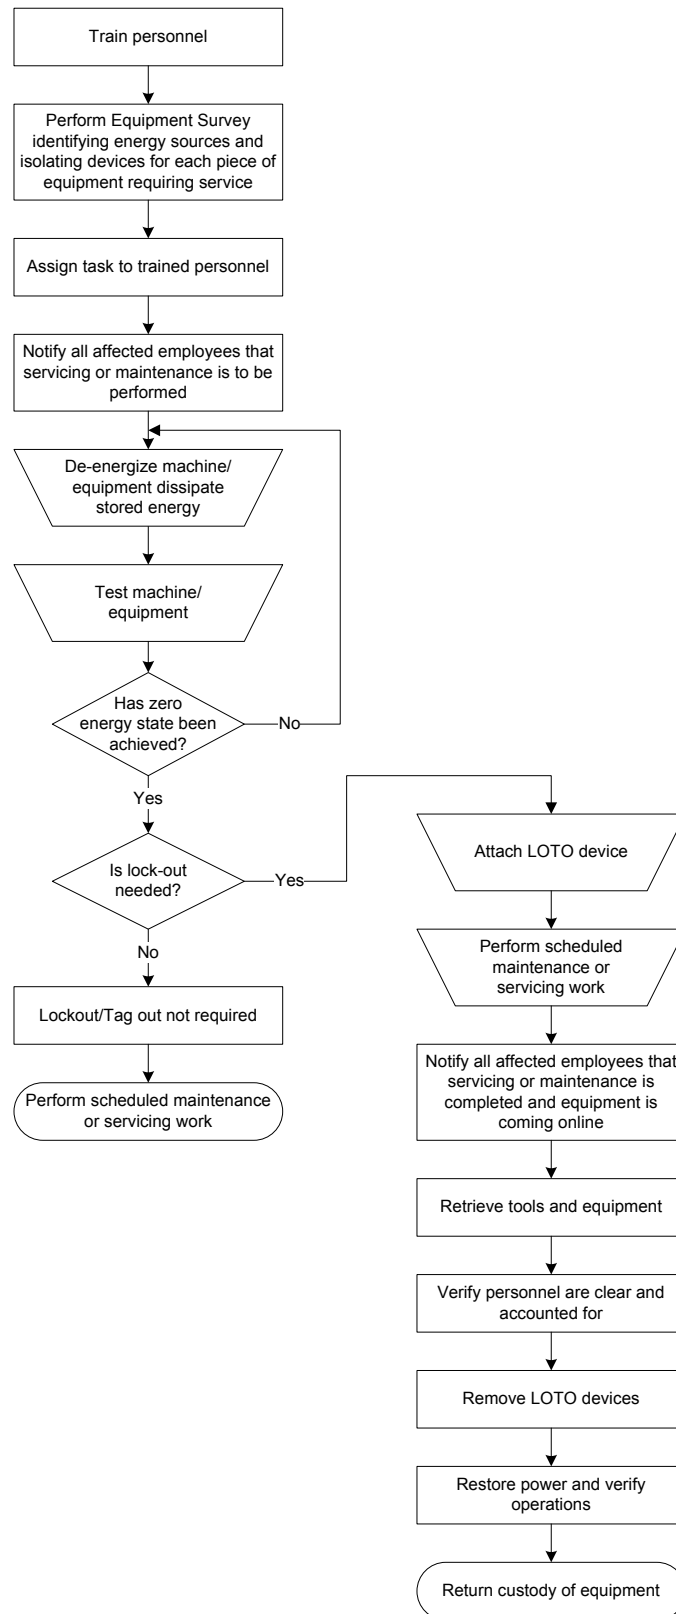 Train personnel
Perform Equipment Survey
identifying energy sources and
isolating devices for each piece of
equipment requiring service
Assign task to trained personnel
Notify all affected employees that
servicing or maintenance is to be
performed
De-energize machine/
equipment dissipate
stored energy
Test machine/
equipment
Has zero
energy state been
achieved?
No
Yes
Is lock-out
needed?
Yes
No
Lockout/Tag out not required
Perform scheduled maintenance
or servicing work
Attach LOTO device
Perform scheduled
maintenance or
servicing work
Notify all affected employees that
servicing or maintenance is
completed and equipment is
coming online
Retrieve tools and equipment
Verify personnel are clear and
accounted for
Remove LOTO devices
Restore power and verify
operations
Return custody of equipment